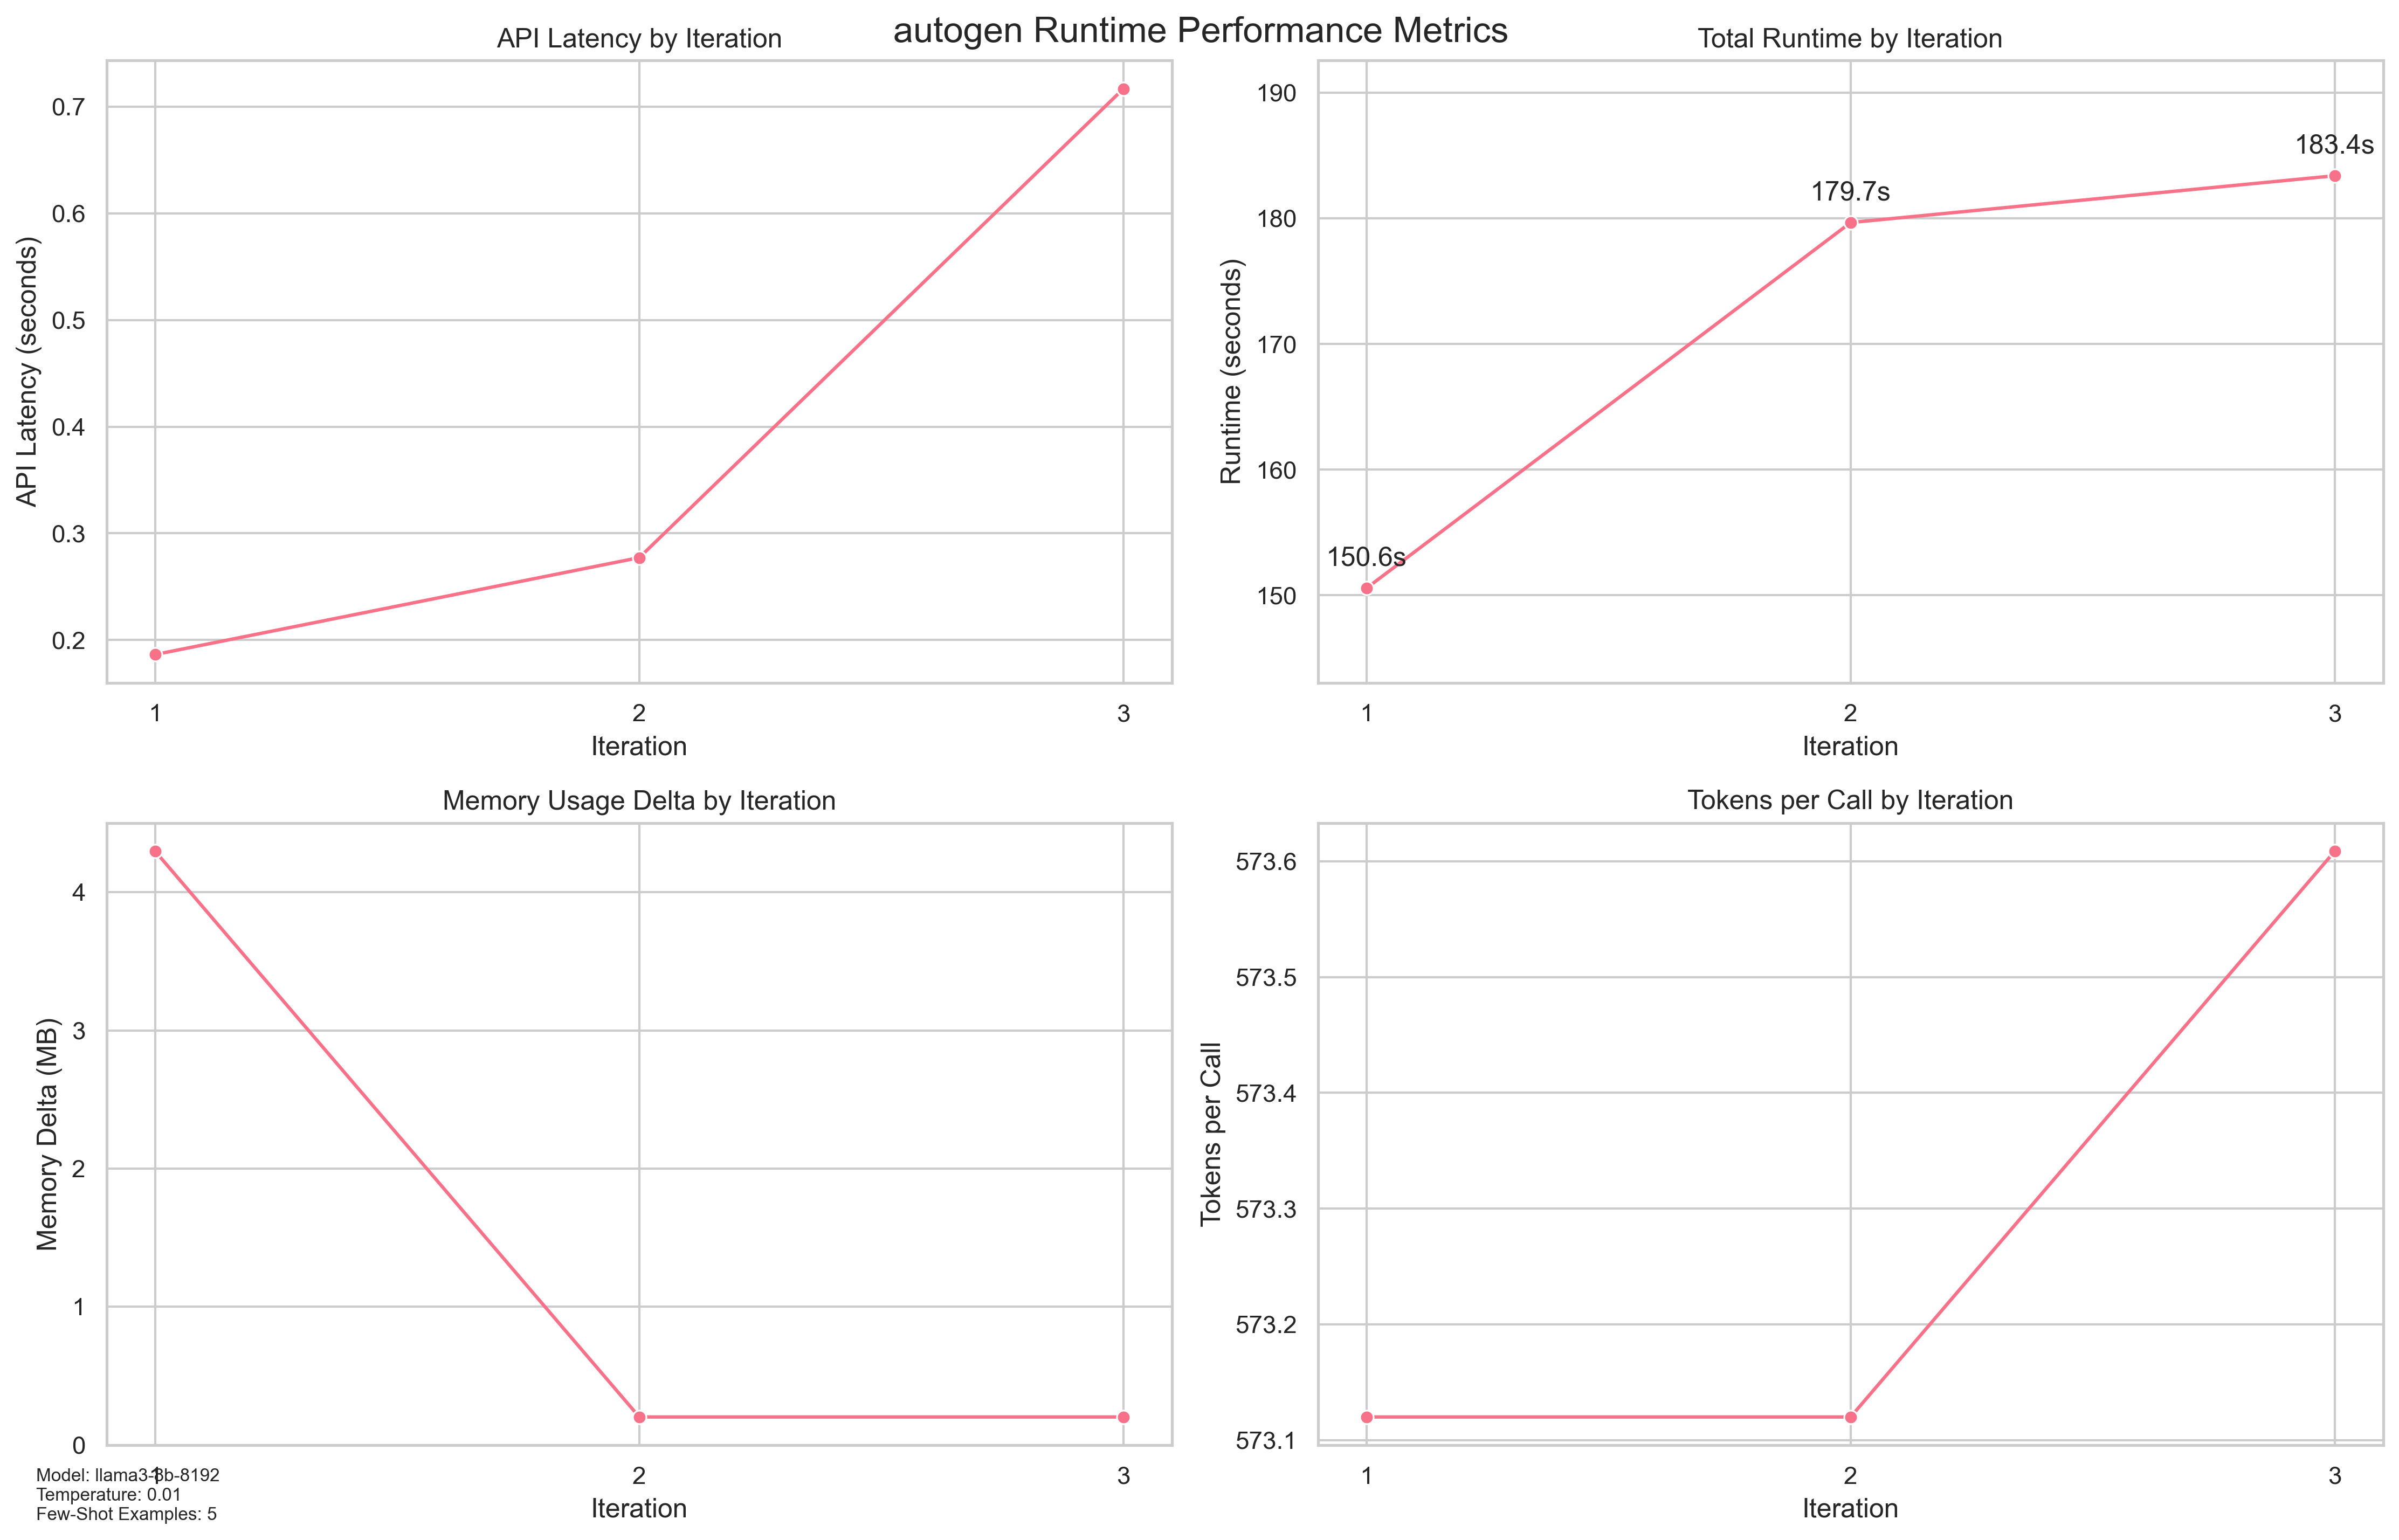 autogen Runtime Performance Metrics
API Latency by Iteration
API Latency (seconds)
0.7
0.6
0.5
0.4
0.3
0.2
1 2 3
Iteration
Total Runtime by Iteration
Runtime (seconds)
190
180
170
160
150
150.6s
179.7s
183.4s
1 2 3
Iteration
Memory Usage Delta by Iteration
Memory Delta (MB)
4
3
2
1
0
1 2 3
Iteration
Tokens per Call by Iteration
Tokens per Call
573.6
573.5
573.4
573.3
573.2
573.1
1 2 3
Iteration
Model: llama3-8b-8192
Temperature: 0.01
Few-Shot Examples: 5